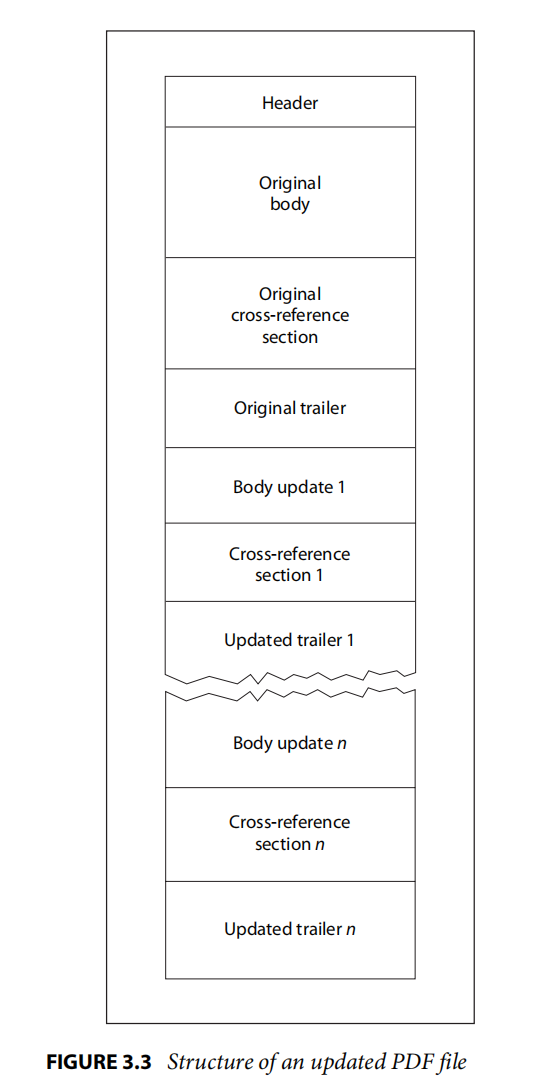 Header
Original
body
Original
cross-reference
section
Original trailer
Body update 1
Cross-reference
section 1
Updated trailer 1
Body update n
Cross-reference
section n
Updated trailer n
FIGURE 3.3 Structure of an updated PDF file